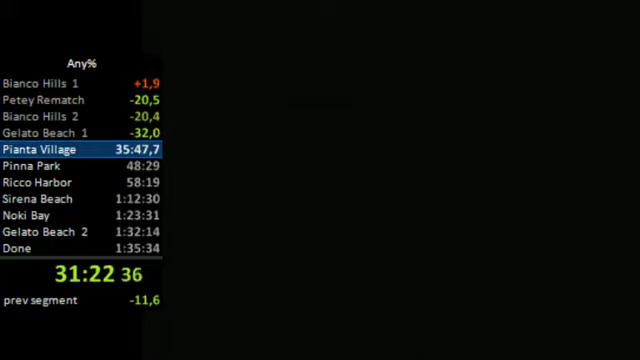 Any%
Bianco Hills 1 +1,9
Petey Rematch -20,5
Bianco Hills 2 -20,4
Gelato Beach 1 -32,0
Pianta Village 35:47,7
Pinna Park 48:29
Ricco Harbor 58:19
Sirena Beach 1:12:30
Noki Bay 1:23:31
Gelato Beach 2 1:32:14
Done 1:35:34
31:22 36
prev segment -11,6